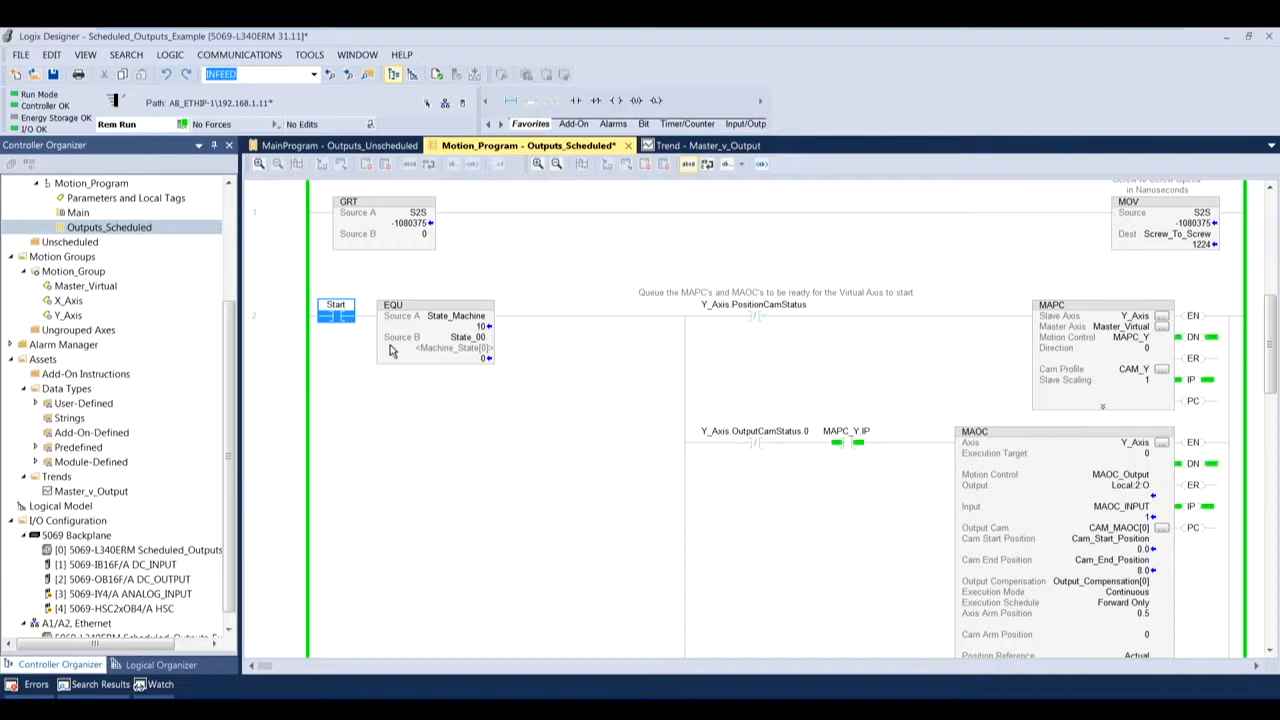 Logix Designer - Scheduled_Outputs_Example [5069-L340ERM 31.11]*
FILE EDIT VIEW SEARCH LOGIC COMMUNICATIONS TOOLS WINDOW HELP
INFEED
Run Mode
Controller OK
Energy Storage OK
I/O OK
Path: AB_ETHIP-1\192.168.1.11*
Rem Run No Forces No Edits
Favorites Add-On Alarms Bit Timer/Counter Input/Outp
Controller Organizer
MainProgram - Outputs_Unscheduled Motion_Program - Outputs_Scheduled* Trend - Master_v_Output
Motion_Program
Parameters and Local Tags
Main
Outputs_Scheduled
Unscheduled
Motion Groups
Motion_Group
Master_Virtual
X_Axis
Y_Axis
Ungrouped Axes
Alarm Manager
Assets
Add-On Instructions
Data Types
User-Defined
Strings
Add-On-Defined
Predefined
Module-Defined
Trends
Master_v_Output
Logical Model
I/O Configuration
5069 Backplane
[0] 5069-L340ERM Scheduled_Outputs
[1] 5069-IB16F/A DC_INPUT
[2] 5069-OB16F/A DC_OUTPUT
[3] 5069-IY4/A ANALOG_INPUT
[4] 5069-HSC2xOB4/A HSC
A1/A2, Ethernet
Controller Organizer Logical Organizer
Errors Search Results Watch
in Nanoseconds
1
GRT
Source A S2S
-1080375
Source B 0
MOV
Source S2S
-1080375
Dest Screw_To_Screw
1224
Queue the MAPC's and MAOC's to be ready for the Virtual Axis to start
2
Start
EQU
Source A State_Machine
10
Source B State_00
<Machine_State[0]>
0
Y_Axis.PositionCamStatus
MAPC
Slave Axis Y_Axis
Master Axis Master_Virtual
Motion Control MAPC_Y
Direction 0
Cam Profile CAM_Y
Slave Scaling 1
EN
DN
ER
IP
PC
Y_Axis.OutputCamStatus.0
MAPC_Y.IP
MAOC
Axis Y_Axis
Execution Target 0
Motion Control MAOC_Output
Output Local:2:O
Input MAOC_INPUT
1
Output Cam CAM_MAOC[0]
Cam Start Position Cam_Start_Position
0.0
Cam End Position Cam_End_Position
8.0
Output Compensation Output_Compensation[0]
Execution Mode Continuous
Execution Schedule Forward Only
Axis Arm Position 0.5
Cam Arm Position 0
Position Reference Actual
EN
DN
ER
IP
PC